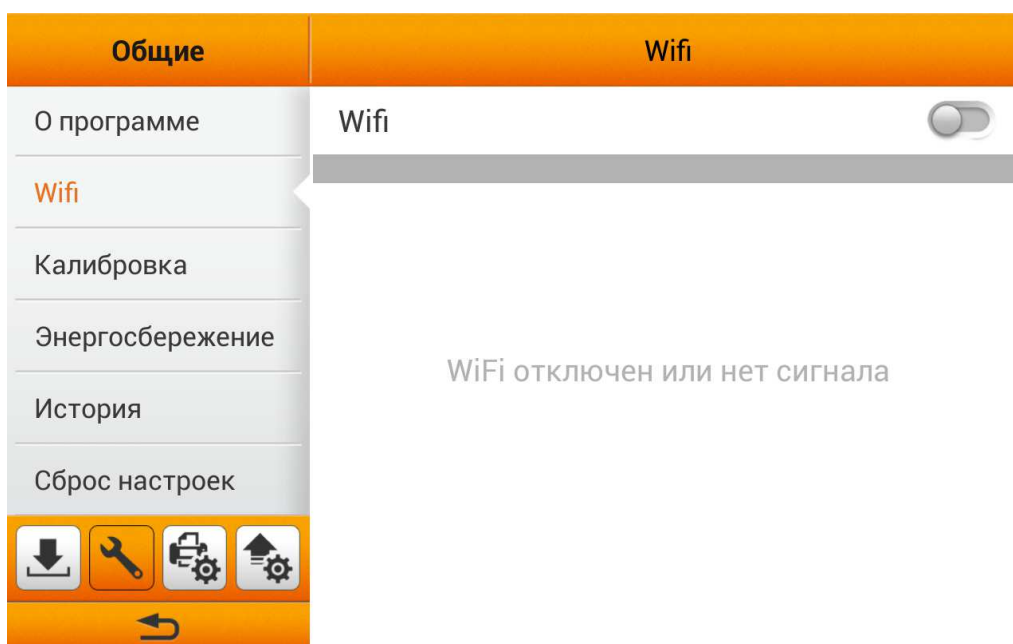 Общие
Wifi
О программе
Wifi
Калибровка
Энергосбережение
История
Сброс настроек
Wifi
WiFi отключен или нет сигнала